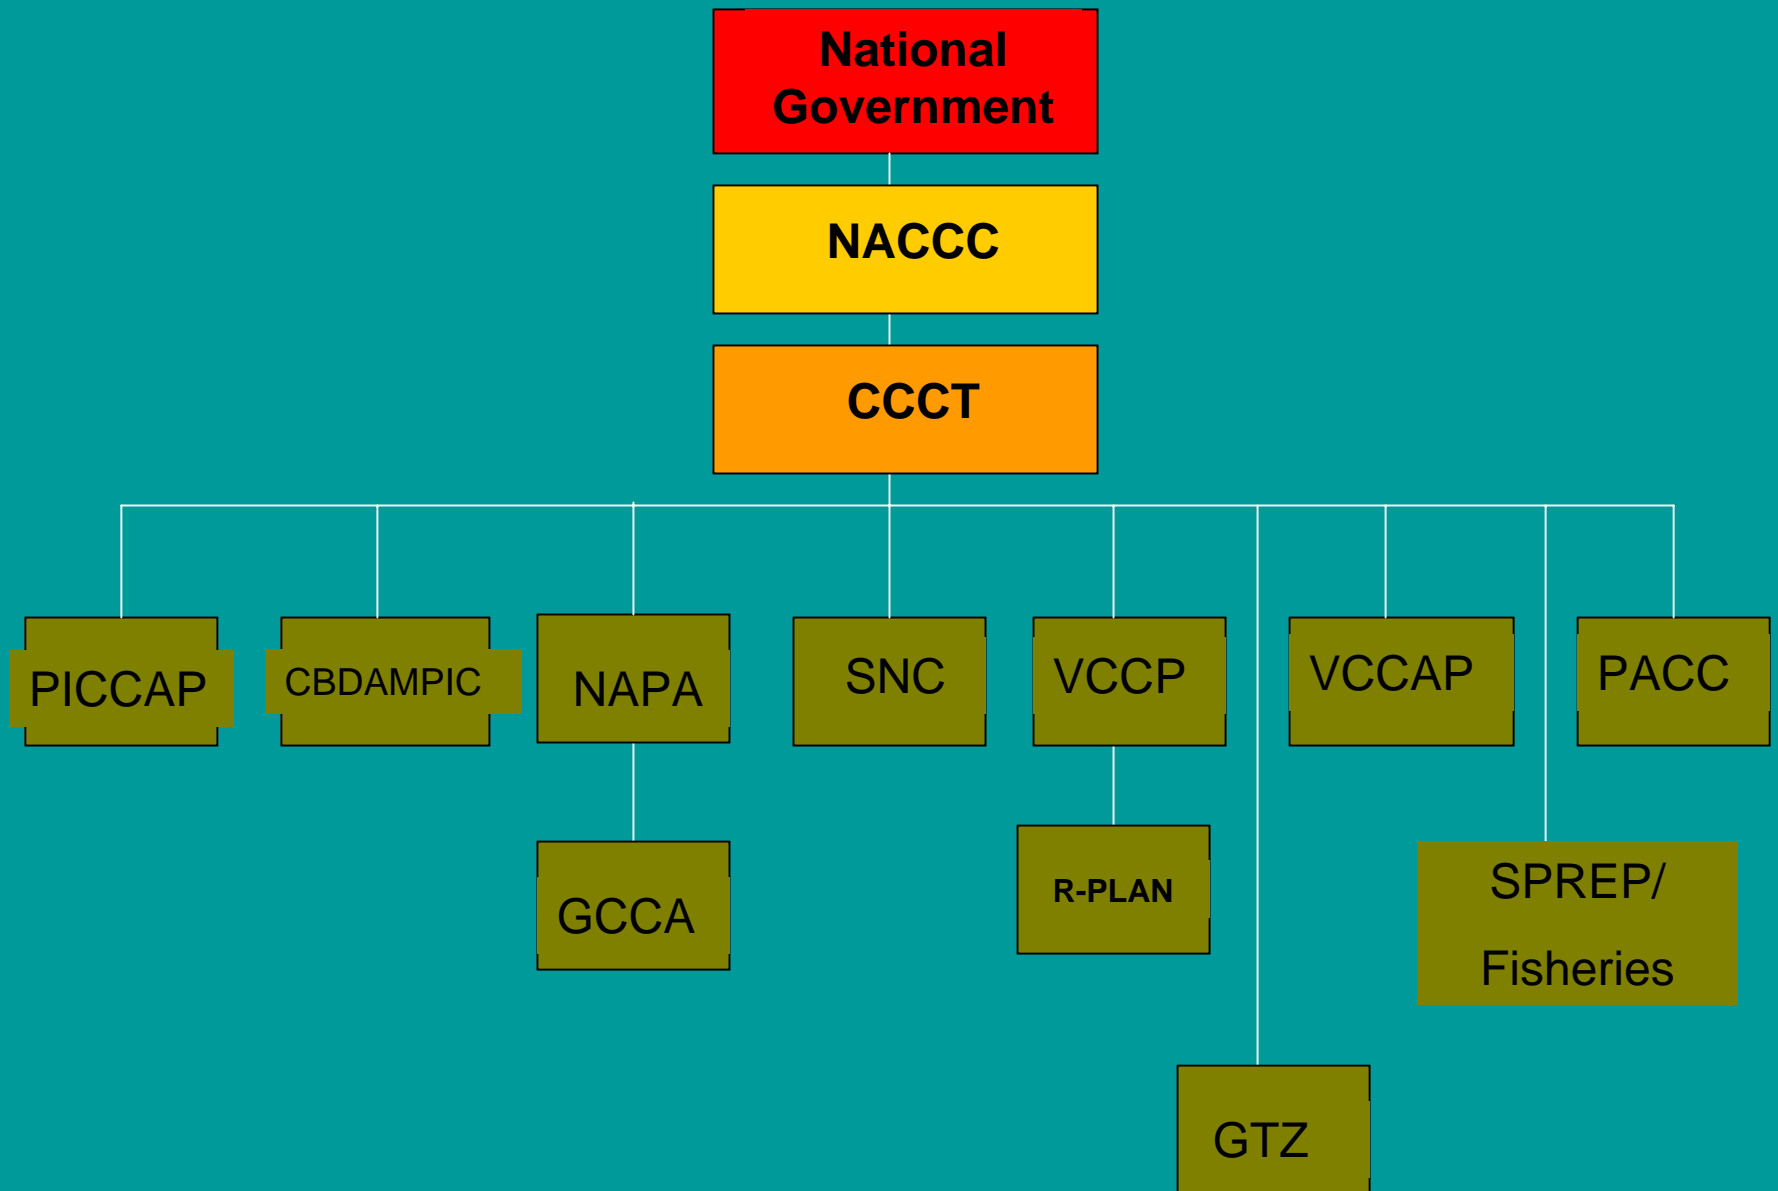 National
Government
NACCC
CCCT
PICCAP
CBDAMPIC
NAPA
SNC
VCCP
VCCAP
PACC
GCCA
R-PLAN
SPREP/
Fisheries
GTZ